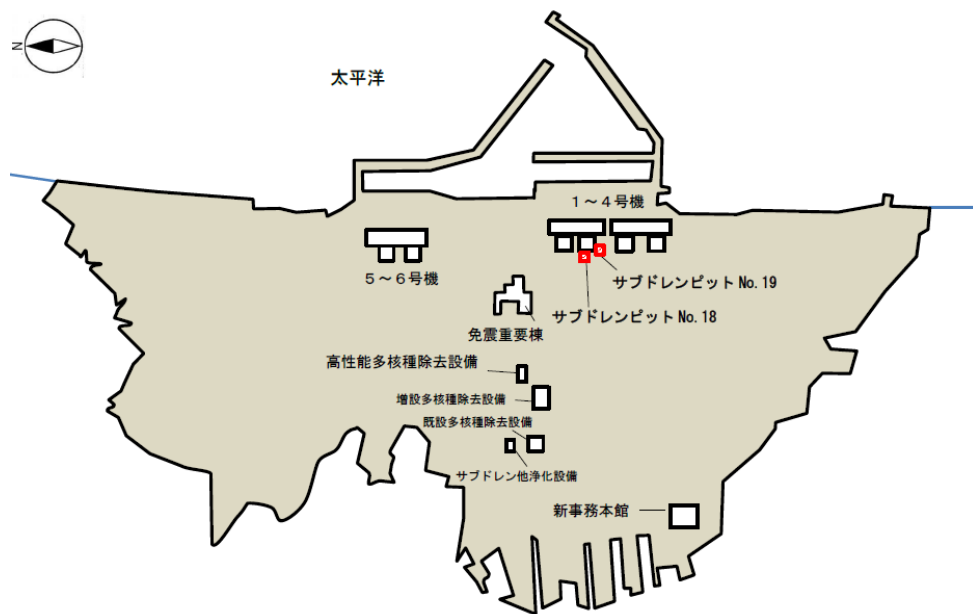 N
太平洋
１～４号機
５～６号機
サブドレンピット No. 19
サブドレンピット No. 18
免震重要棟
高性能多核種除去設備
増設多核種除去設備
既設多核種除去設備
サブドレン他浄化設備
新事務本館